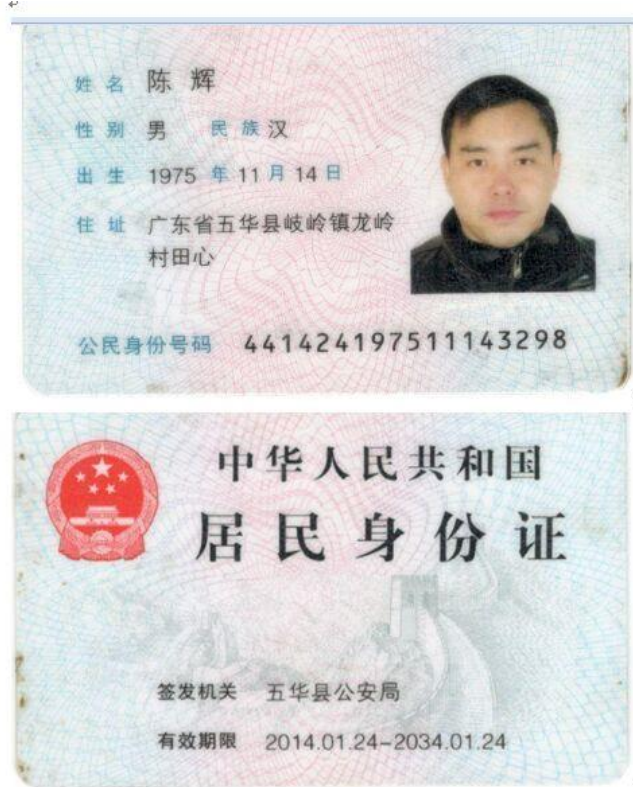 姓名 陈辉
性别 男 民族 汉
出生 1975 年 11 月 14 日
住址 广东省五华县岐岭镇龙岭
村田心
公民身份号码 441424197511143298
中华人民共和国
居民身份证
签发机关 五华县公安局
有效期限 2014.01.24-2034.01.24